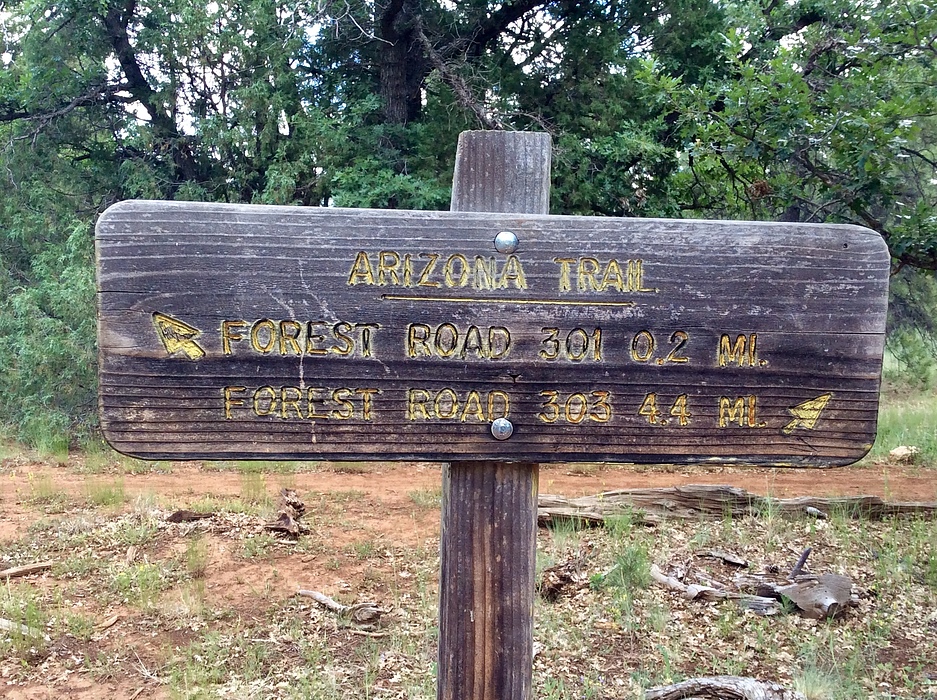 ARIZONA TRAIL
FOREST ROAD 301 0.2 MI.
FOREST ROAD 303 4.4 MI.